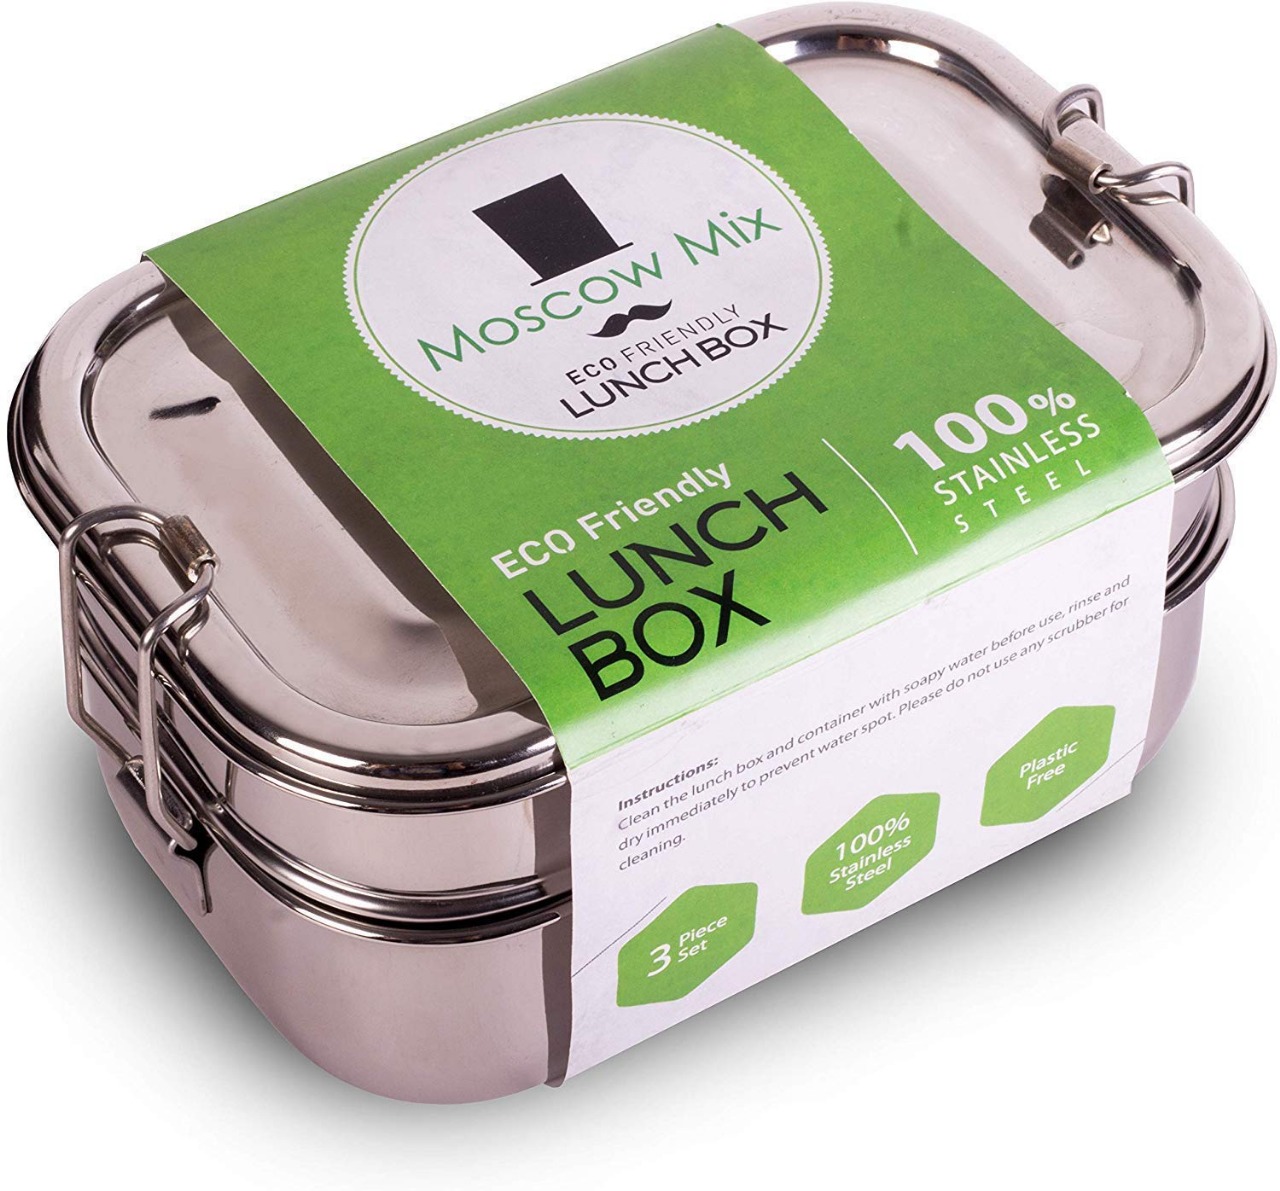 MOSCOW MIX
ECO FRIENDLY
LUNCH BOX
ECO Friendly
LUNCH
BOX
100%
STAINLESS
STEEL
Instructions:
Clean the lunch box and container with soapy water before use, rinse and
dry immediately to prevent water spot. Please do not use any scrubber for
cleaning.
3 Piece
Set
100%
Stainless
Steel
Plastic
Free